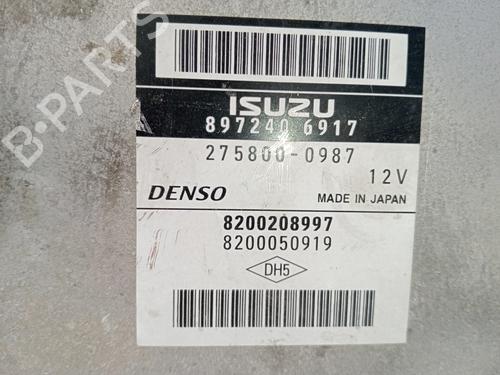 ISUZU
897240 6917
275800-0987
12V
DENSO MADE IN JAPAN
8200208997
8200050919
DH5
B-PARTS